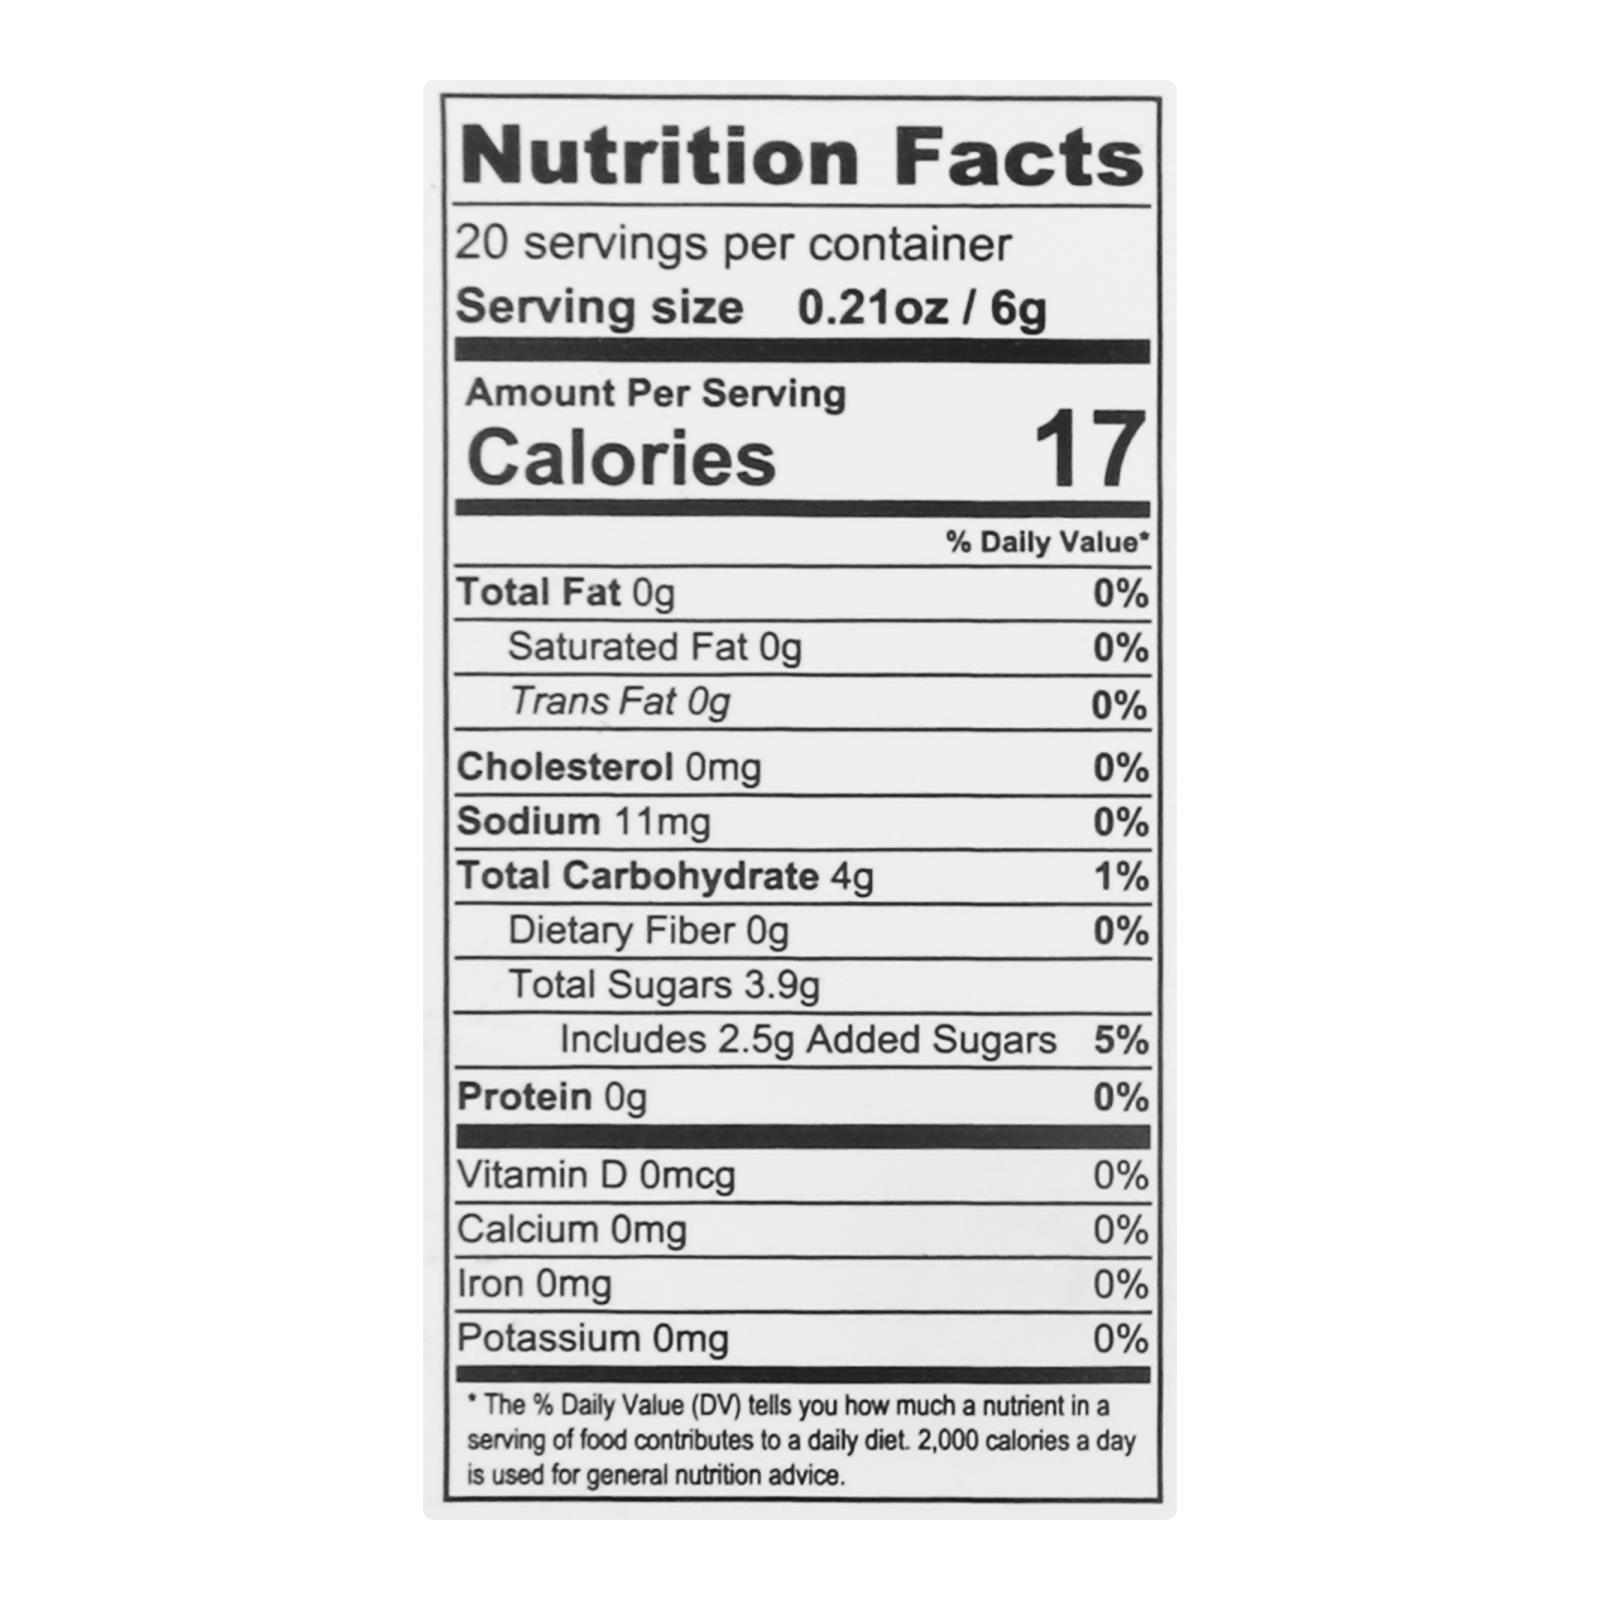 Nutrition Facts
20 servings per container
Serving size 0.21oz / 6g
Amount Per Serving
Calories 17
% Daily Value*
Total Fat 0g 0%
Saturated Fat 0g 0%
Trans Fat 0g 0%
Cholesterol 0mg 0%
Sodium 11mg 0%
Total Carbohydrate 4g 1%
Dietary Fiber 0g 0%
Total Sugars 3.9g
Includes 2.5g Added Sugars 5%
Protein 0g 0%
Vitamin D 0mcg 0%
Calcium 0mg 0%
Iron 0mg 0%
Potassium 0mg 0%
* The % Daily Value (DV) tells you how much a nutrient in a
serving of food contributes to a daily diet. 2,000 calories a day
is used for general nutrition advice.